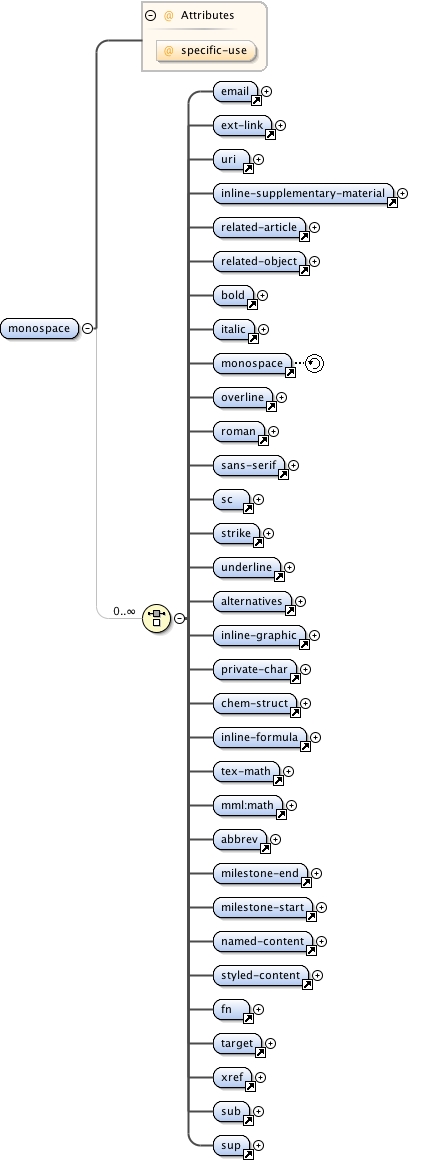 @ Attributes
@ specific-use
email
ext-link
uri
inline-supplementary-material
related-article
related-object
bold
italic
monospace
monospace
overline
roman
sans-serif
sc
strike
underline
alternatives
0..∞
inline-graphic
private-char
chem-struct
inline-formula
tex-math
mml:math
abbrev
milestone-end
milestone-start
named-content
styled-content
fn
target
xref
sub
sup